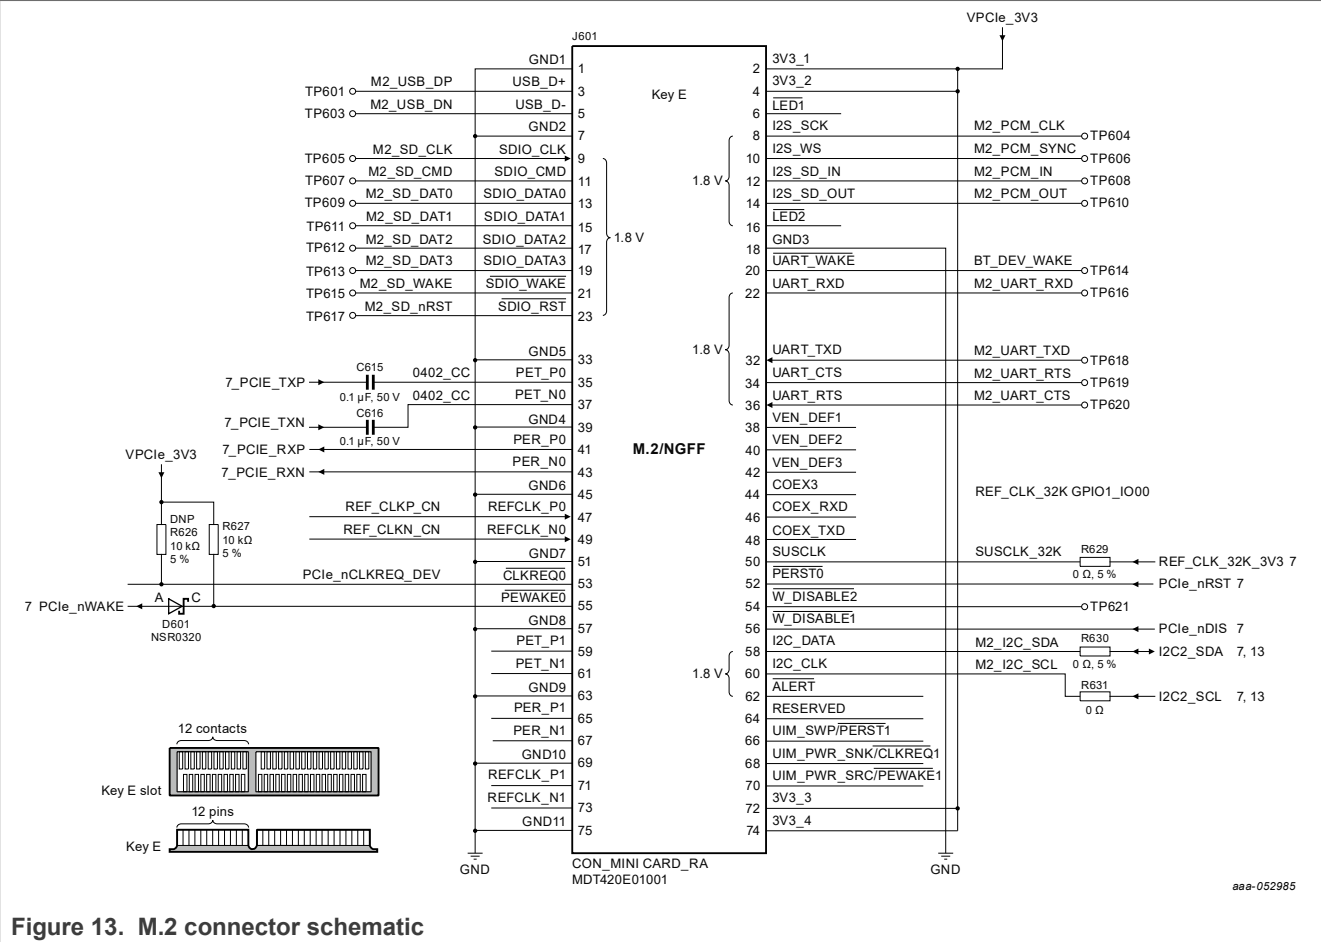 VPCIe_3V3
J601
GND1 1 2 3V3_1
TP601 M2_USB_DP USB_D+ 3 4 3V3_2
Key E
TP603 M2_USB_DN USB_D- 5 6 LED1
GND2 7 8 I2S_SCK M2_PCM_CLK TP604
TP605 M2_SD_CLK SDIO_CLK 9 10 I2S_WS M2_PCM_SYNC TP606
TP607 M2_SD_CMD SDIO_CMD 11 1.8 V 12 I2S_SD_IN M2_PCM_IN TP608
TP609 M2_SD_DAT0 SDIO_DATA0 13 14 I2S_SD_OUT M2_PCM_OUT TP610
TP611 M2_SD_DAT1 SDIO_DATA1 15 16 LED2
TP612 M2_SD_DAT2 SDIO_DATA2 17 1.8 V 18 GND3
TP613 M2_SD_DAT3 SDIO_DATA3 19 20 UART_WAKE BT_DEV_WAKE TP614
TP615 M2_SD_WAKE SDIO_WAKE 21 22 UART_RXD M2_UART_RXD TP616
TP617 M2_SD_nRST SDIO_RST 23
GND5 33 1.8 V 32 UART_TXD M2_UART_TXD TP618
C615
7_PCIE_TXP 0402_CC PET_P0 35 34 UART_CTS M2_UART_RTS TP619
0.1 µF, 50 V
0402_CC PET_N0 37 36 UART_RTS M2_UART_CTS TP620
C616
7_PCIE_TXN GND4 39 38 VEN_DEF1
0.1 µF, 50 V
7_PCIE_RXP PER_P0 41 M.2/NGFF 40 VEN_DEF2
VPCIe_3V3
7_PCIE_RXN PER_N0 43 42 VEN_DEF3
GND6 45 44 COEX3 REF_CLK_32K GPIO1_IO00
REF_CLKP_CN REFCLK_P0 47 46 COEX_RXD
DNP
R626
10 kΩ
5 %
R627
10 kΩ
5 %
REF_CLKN_CN REFCLK_N0 49 48 COEX_TXD
GND7 51 50 SUSCLK SUSCLK_32K R629 REF_CLK_32K_3V3 7
0 Ω, 5 %
PCIe_nCLKREQ_DEV CLKREQ0 53 52 PERST0 PCIe_nRST 7
7 PCIe_nWAKE A C PEWAKE0 55 54 W_DISABLE2 TP621
D601
NSR0320
GND8 57 56 W_DISABLE1 PCIe_nDIS 7
PET_P1 59 58 I2C_DATA M2_I2C_SDA R630 I2C2_SDA 7, 13
0 Ω, 5 %
PET_N1 61 1.8 V 60 I2C_CLK M2_I2C_SCL
GND9 63 62 ALERT R631 I2C2_SCL 7, 13
0 Ω
PER_P1 65 64 RESERVED
PER_N1 67 66 UIM_SWP/PERST1
GND10 69 68 UIM_PWR_SNK/CLKREQ1
REFCLK_P1 71 70 UIM_PWR_SRC/PEWAKE1
REFCLK_N1 73 72 3V3_3
GND11 75 74 3V3_4
12 contacts
Key E slot
12 pins
Key E
GND
CON_MINI CARD_RA
MDT420E01001
GND
aaa-052985
Figure 13. M.2 connector schematic